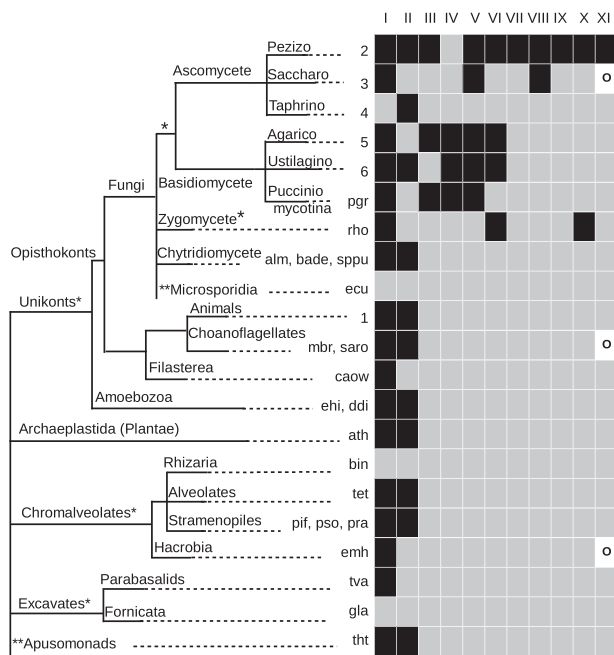 I II III IV V VI VII VIII IX X XI
Pezizo 2
Ascomycete
Saccharo 3 O
Taphrino 4
*
Agarico 5
Ustilagino 6
Fungi Basidiomycete
Puccinio pgr
mycotina
Zygomycete* rho
Opisthokonts Chytridiomycete alm, bade, sppu
**Microsporidia ecu
Unikonts* Animals 1
Choanoflagellates
mbr, saro O
Filasterea caow
Amoebozoa ehi, ddi
Archaeplastida (Plantae) ath
Rhizaria bin
Alveolates tet
Chromalveolates* Stramenopiles pif, pso, pra
Hacrobia emh O
Parabasalids tva
Excavates* Fornicata gla
**Apusomonads tht